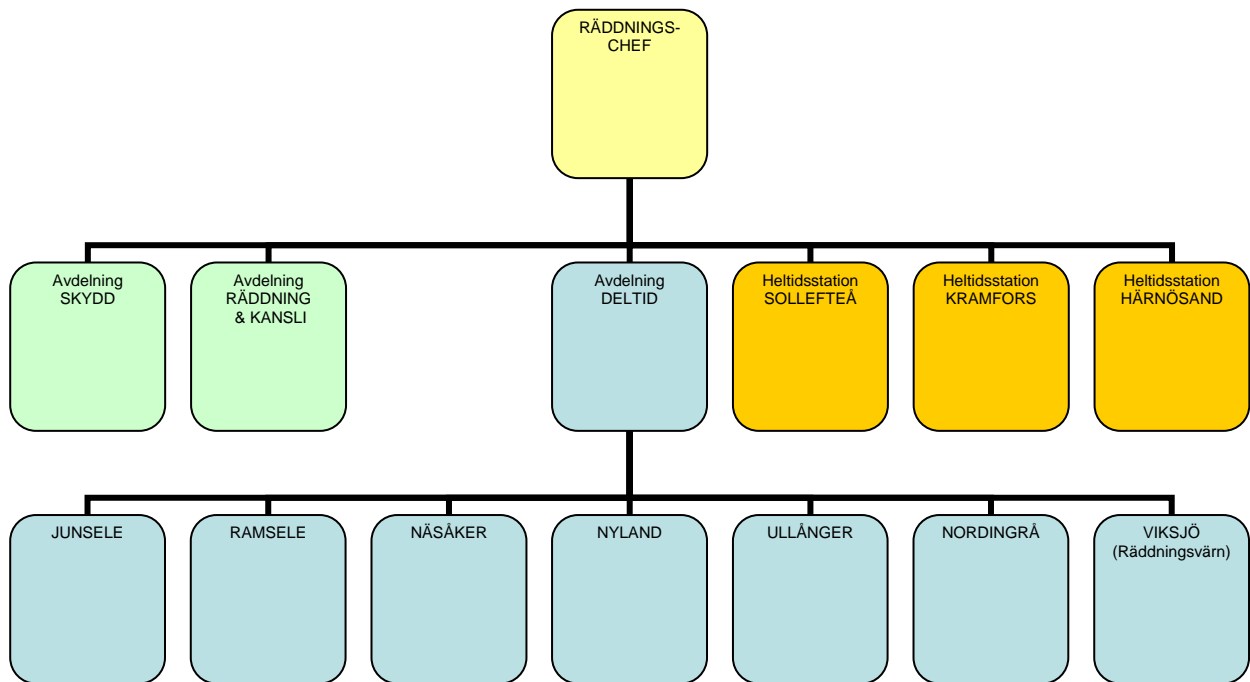 RÄDDNINGS-
CHEF
Avdelning
SKYDD
Avdelning
RÄDDNING
& KANSLI
Avdelning
DELTID
Heltidsstation
SOLLEFTEÅ
Heltidsstation
KRAMFORS
Heltidsstation
HÄRNÖSAND
JUNSELE
RAMSELE
NÄSÅKER
NYLAND
ULLÅNGER
NORDINGRÅ
VIKSJÖ
(Räddningsvärn)